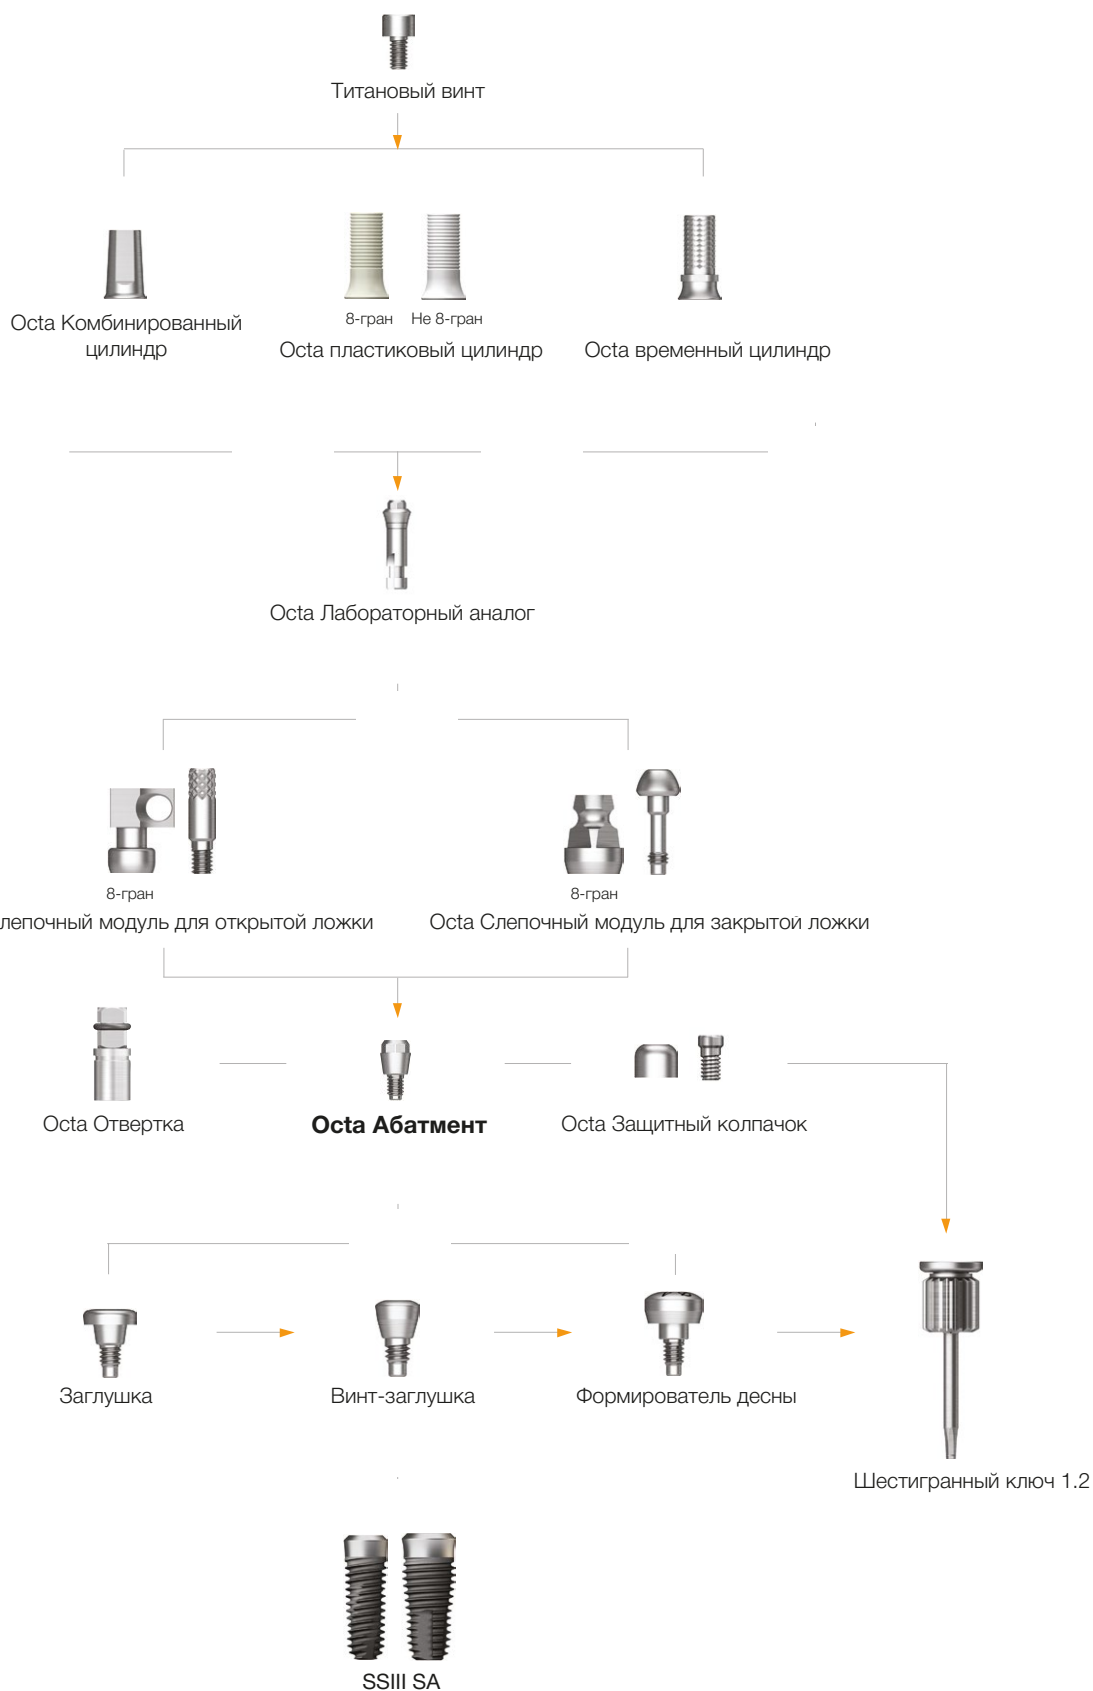 Титановый винт
Octa Комбинированный
цилиндр
8-гран Не 8-гран
Octa пластиковый цилиндр
Octa временный цилиндр
Octa Лабораторный аналог
8-гран
лепочный модуль для открытой ложки
8-гран
Octa Слепочный модуль для закрытой ложки
Octa Отвертка
Octa Абатмент
Octa Защитный колпачок
Заглушка
Винт-заглушка
Формирователь десны
Шестигранный ключ 1.2
SSIII SA